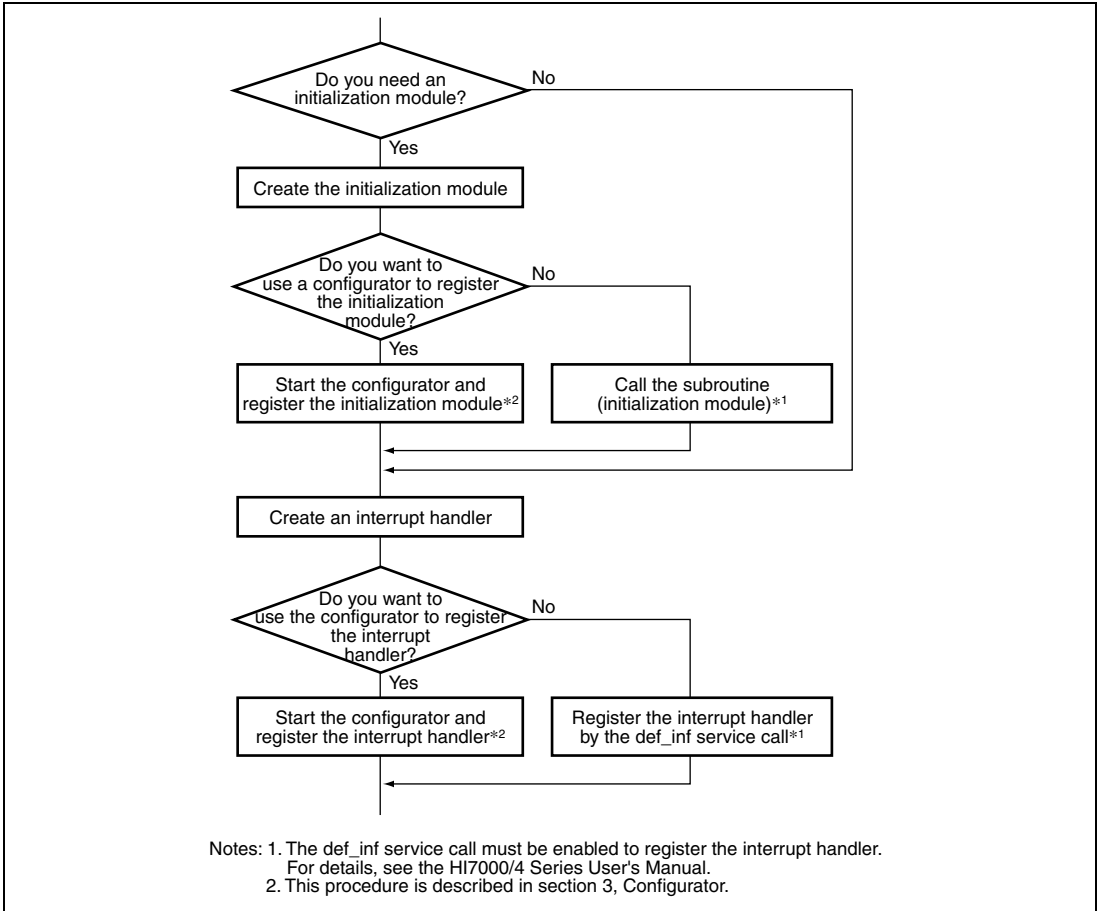 Do you need an
initialization module?
No
Yes
Create the initialization module
Do you want to
use a configurator to register
the initialization
module?
No
Yes
Start the configurator and
register the initialization module*2
Call the subroutine
(initialization module)*1
Create an interrupt handler
Do you want to
use the configurator to register
the interrupt
handler?
No
Yes
Start the configurator and
register the interrupt handler*2
Register the interrupt handler
by the def_inf service call*1
Notes: 1. The def_inf service call must be enabled to register the interrupt handler.
For details, see the HI7000/4 Series User's Manual.
2. This procedure is described in section 3, Configurator.